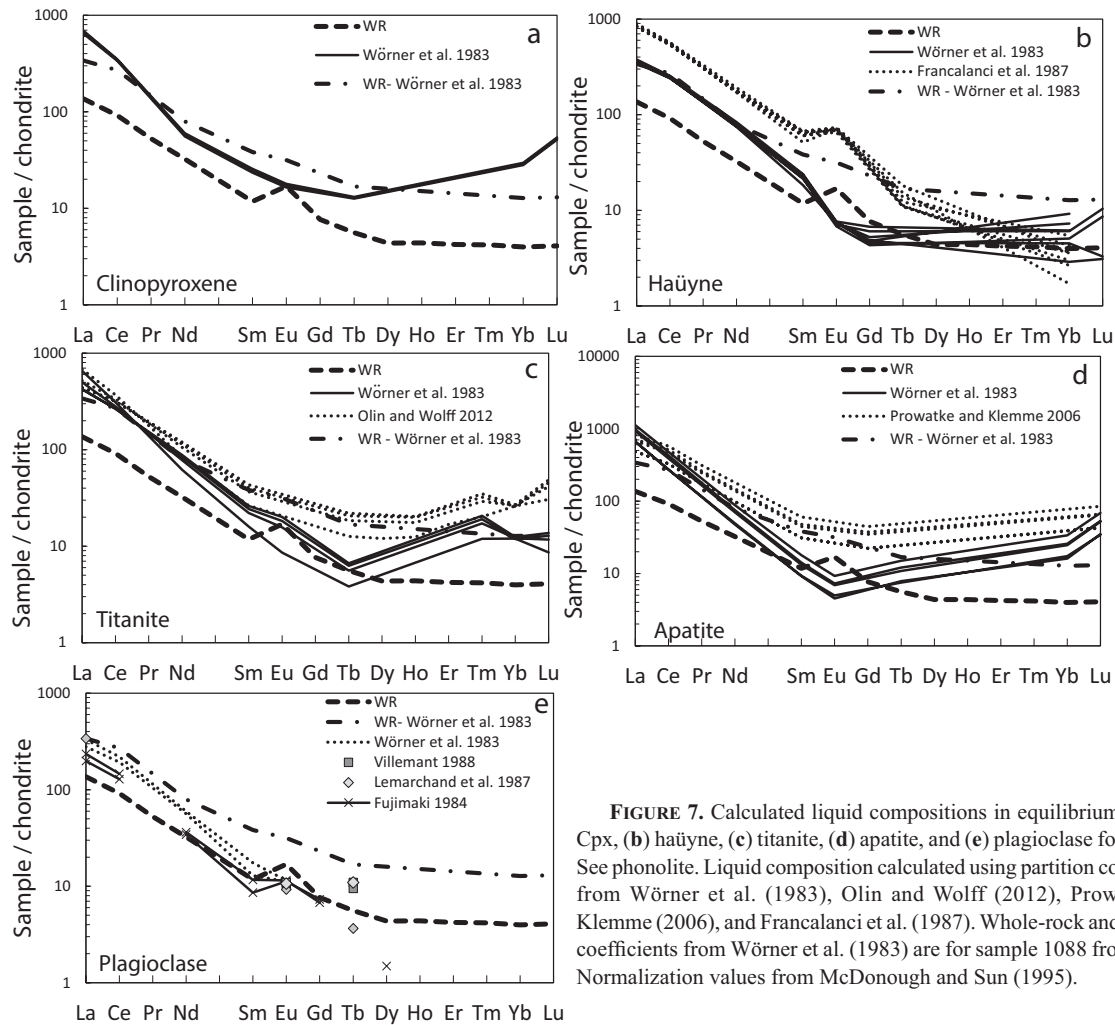 a
WR
Wörner et al. 1983
WR- Wörner et al. 1983
Sample / chondrite
1000
100
10
1
Clinopyroxene
La Ce Pr Nd Sm Eu Gd Tb Dy Ho Er Tm Yb Lu
b
WR
Wörner et al. 1983
Francalanci et al. 1987
WR - Wörner et al. 1983
Sample / chondrite
1000
100
10
1
Haüyne
La Ce Pr Nd Sm Eu Gd Tb Dy Ho Er Tm Yb Lu
c
WR
Wörner et al. 1983
Olin and Wolff 2012
WR - Wörner et al. 1983
Sample / chondrite
1000
100
10
1
Titanite
La Ce Pr Nd Sm Eu Gd Tb Dy Ho Er Tm Yb Lu
d
WR
Wörner et al. 1983
Prowatke and Klemme 2006
WR - Wörner et al. 1983
Sample / chondrite
10000
1000
100
10
1
Apatite
La Ce Pr Nd Sm Eu Gd Tb Dy Ho Er Tm Yb Lu
e
WR
WR- Wörner et al. 1983
Wörner et al. 1983
Villemant 1988
Lemarchand et al. 1987
Fujimaki 1984
Sample / chondrite
1000
100
10
1
Plagioclase
La Ce Pr Nd Sm Eu Gd Tb Dy Ho Er Tm Yb Lu
FIGURE 7. Calculated liquid compositions in equilibrium
Cpx, (b) haüyne, (c) titanite, (d) apatite, and (e) plagioclase fo
See phonolite. Liquid composition calculated using partition co
from Wörner et al. (1983), Olin and Wolff (2012), Prow
Klemme (2006), and Francalanci et al. (1987). Whole-rock and
coefficients from Wörner et al. (1983) are for sample 1088 fro
Normalization values from McDonough and Sun (1995).